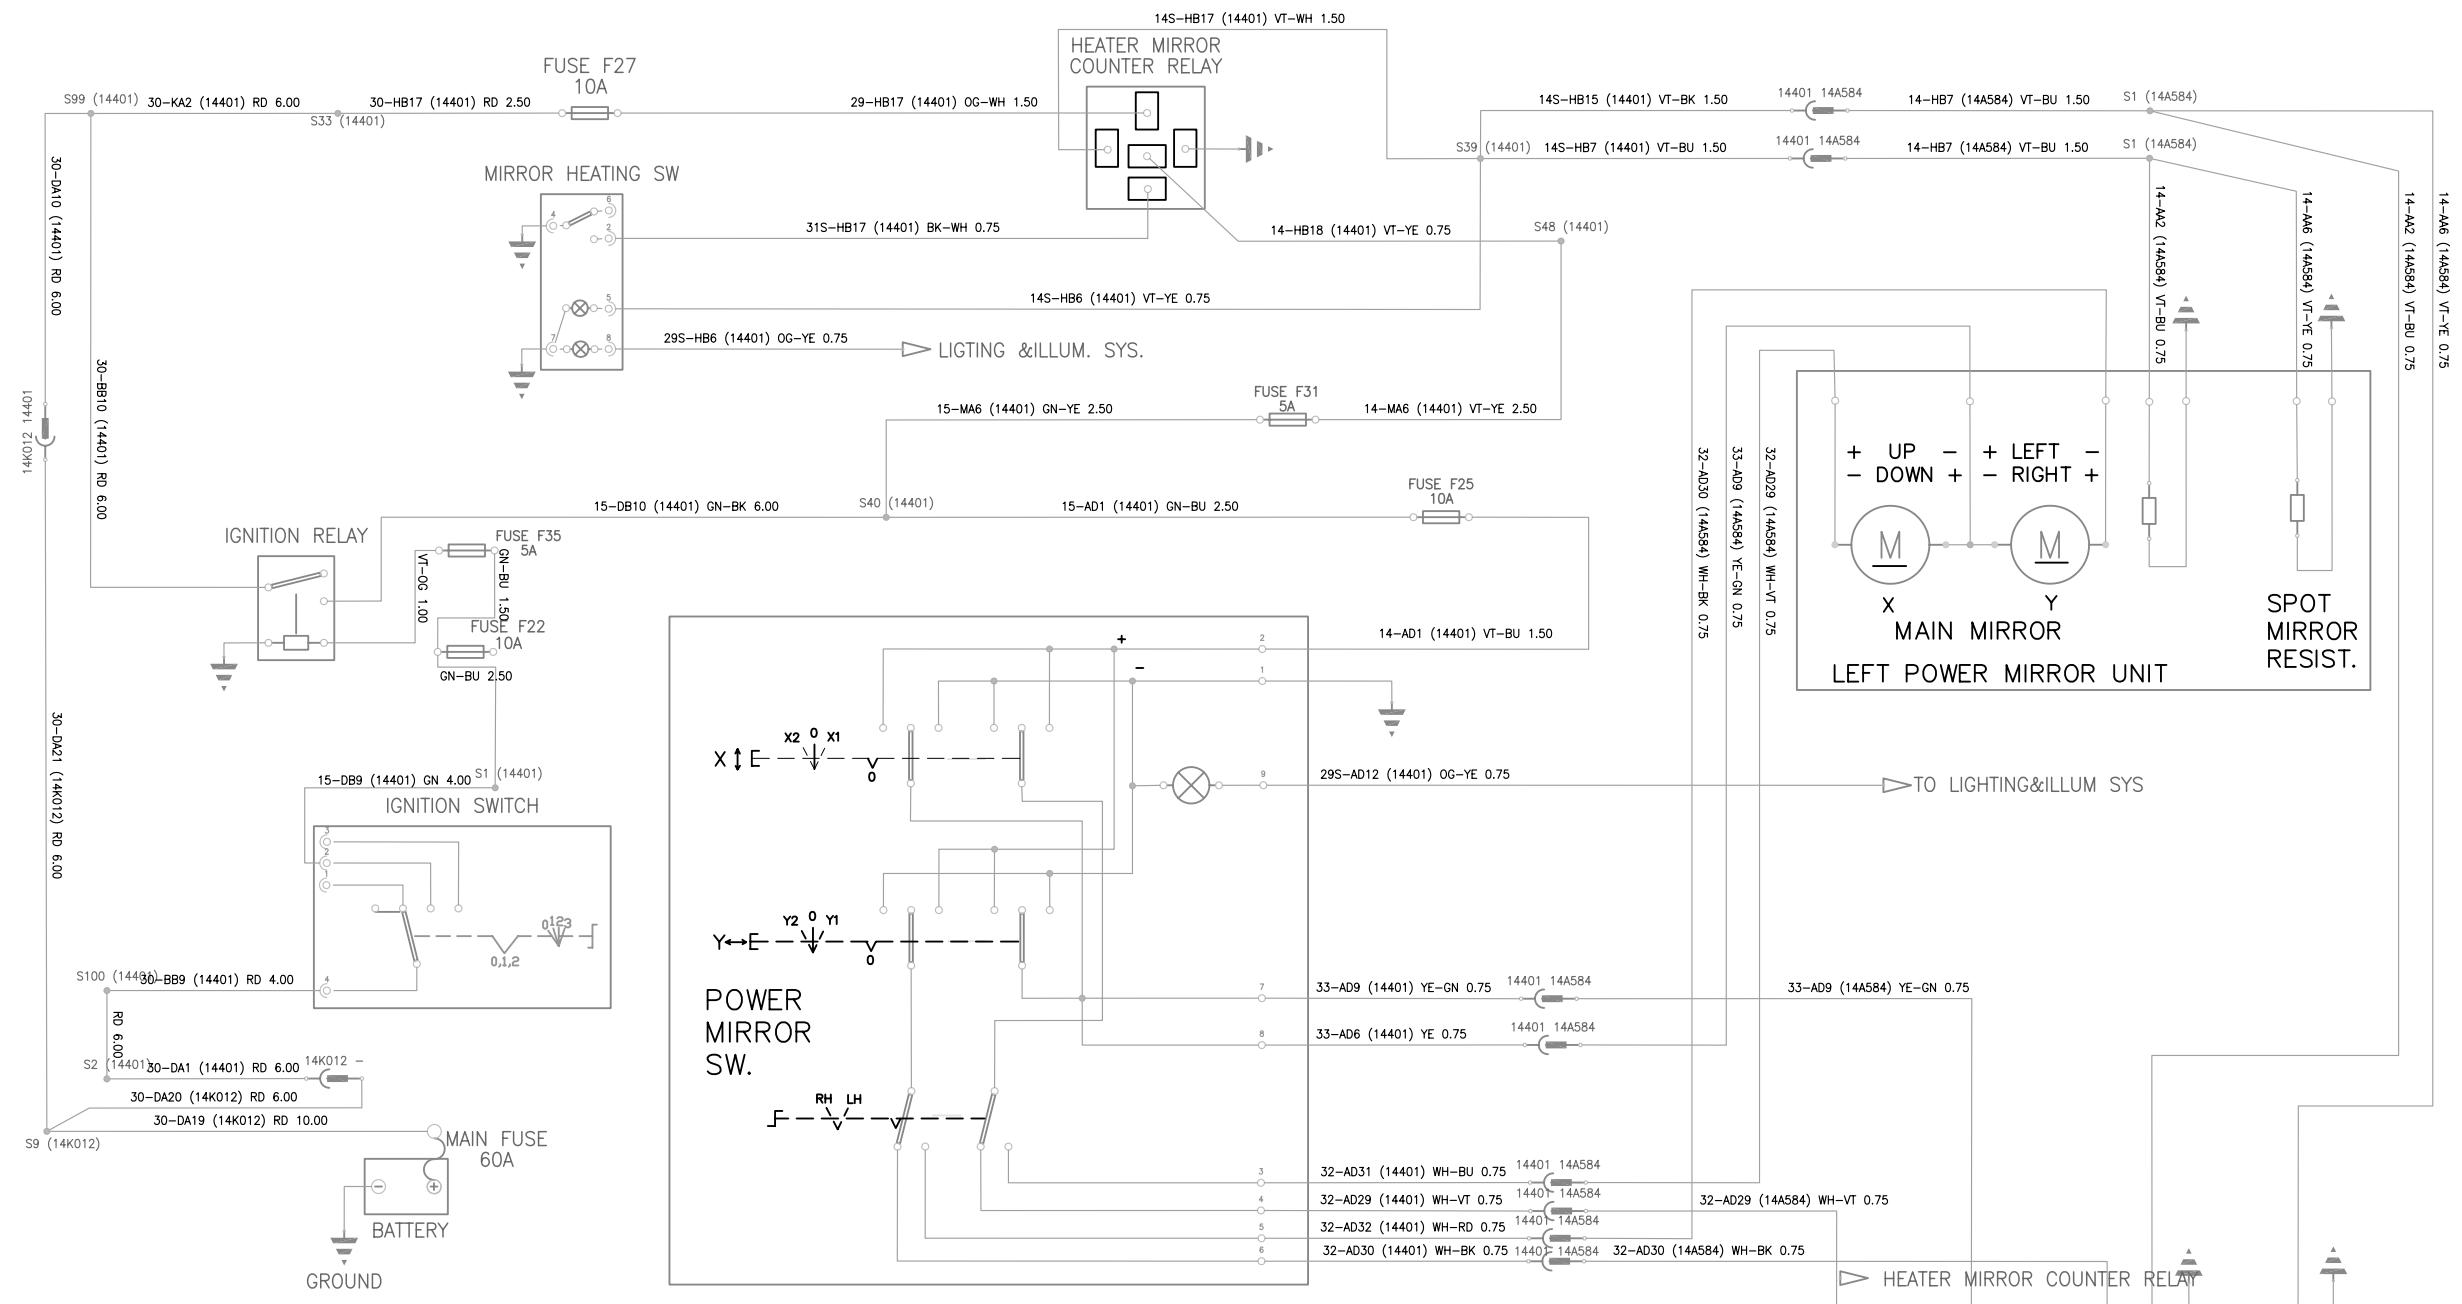 14S-HB17 (14401) VT-WH 1.50
HEATER MIRROR
COUNTER RELAY
FUSE F27
10A
S99 (14401)
30-KA2 (14401) RD 6.00
30-HB17 (14401) RD 2.50
S33 (14401)
29-HB17 (14401) OG-WH 1.50
14S-HB15 (14401) VT-BK 1.50
14401 14A584
14-HB7 (14A584) VT-BU 1.50
S1 (14A584)
S39 (14401)
14S-HB7 (14401) VT-BU 1.50
14401 14A584
14-HB7 (14A584) VT-BU 1.50
S1 (14A584)
MIRROR HEATING SW
4
6
2
5
7
8
31S-HB17 (14401) BK-WH 0.75
14-HB18 (14401) VT-YE 0.75
S48 (14401)
14S-HB6 (14401) VT-YE 0.75
29S-HB6 (14401) OG-YE 0.75
LIGTING &ILLUM. SYS.
30-DA10 (14401) RD 6.00
30-BB10 (14401) RD 6.00
14K012 14401
14-AA2 (14A584) VT-BU 0.75
14-AA6 (14A584) VT-YE 0.75
14-AA2 (14A584) VT-BU 0.75
14-AA6 (14A584) VT-YE 0.75
15-MA6 (14401) GN-YE 2.50
FUSE F31
5A
14-MA6 (14401) VT-YE 2.50
32-AD30 (14A584) WH-BK 0.75
33-AD9 (14A584) YE-GN 0.75
32-AD29 (14A584) WH-VT 0.75
+ UP - + LEFT -
- DOWN + - RIGHT +
M
M
X
Y
MAIN MIRROR
LEFT POWER MIRROR UNIT
SPOT
MIRROR
RESIST.
15-DB10 (14401) GN-BK 6.00
S40 (14401)
15-AD1 (14401) GN-BU 2.50
FUSE F25
10A
IGNITION RELAY
FUSE F35
5A
VT-OG 1.00
GN-BU 1.50
FUSE F22
10A
GN-BU 2.50
+
2
14-AD1 (14401) VT-BU 1.50
-
1
X
X2 0 X1
0
9
29S-AD12 (14401) OG-YE 0.75
TO LIGHTING&ILLUM SYS
30-DA21 (14K012) RD 6.00
15-DB9 (14401) GN 4.00
S1 (14401)
IGNITION SWITCH
3
2
1
4
0123
0,1,2
Y
Y2 0 Y1
0
S100 (14401)
30-BB9 (14401) RD 4.00
RD 6.00
POWER
MIRROR
SW.
7
33-AD9 (14401) YE-GN 0.75
14401 14A584
33-AD9 (14A584) YE-GN 0.75
8
33-AD6 (14401) YE 0.75
14401 14A584
S2 (14401)
30-DA1 (14401) RD 6.00
14K012 -
30-DA20 (14K012) RD 6.00
30-DA19 (14K012) RD 10.00
S9 (14K012)
MAIN FUSE
60A
- +
BATTERY
GROUND
RH LH
3
32-AD31 (14401) WH-BU 0.75
14401 14A584
4
32-AD29 (14401) WH-VT 0.75
14401 14A584
32-AD29 (14A584) WH-VT 0.75
5
32-AD32 (14401) WH-RD 0.75
14401 14A584
6
32-AD30 (14401) WH-BK 0.75
14401 14A584
32-AD30 (14A584) WH-BK 0.75
HEATER MIRROR COUNTER RELAY